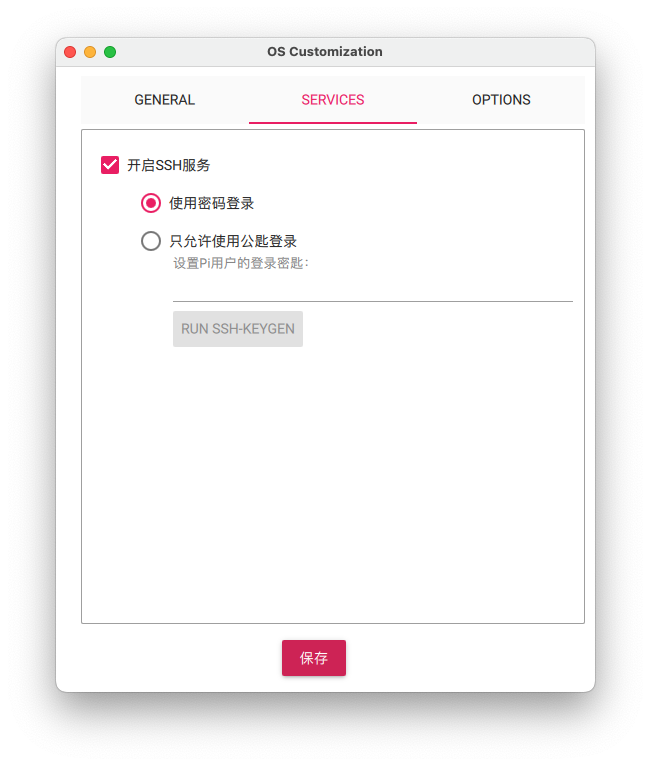 OS Customization
GENERAL
SERVICES
OPTIONS
开启SSH服务
使用密码登录
只允许使用公匙登录
设置Pi用户的登录密匙：
RUN SSH-KEYGEN
保存